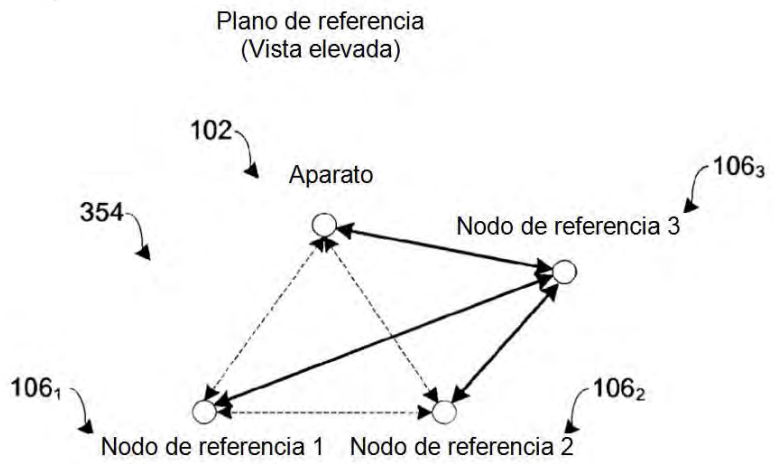 Plano de referencia
(Vista elevada)
102
Aparato
106₃
354
Nodo de referencia 3
106₁
106₂
Nodo de referencia 1
Nodo de referencia 2